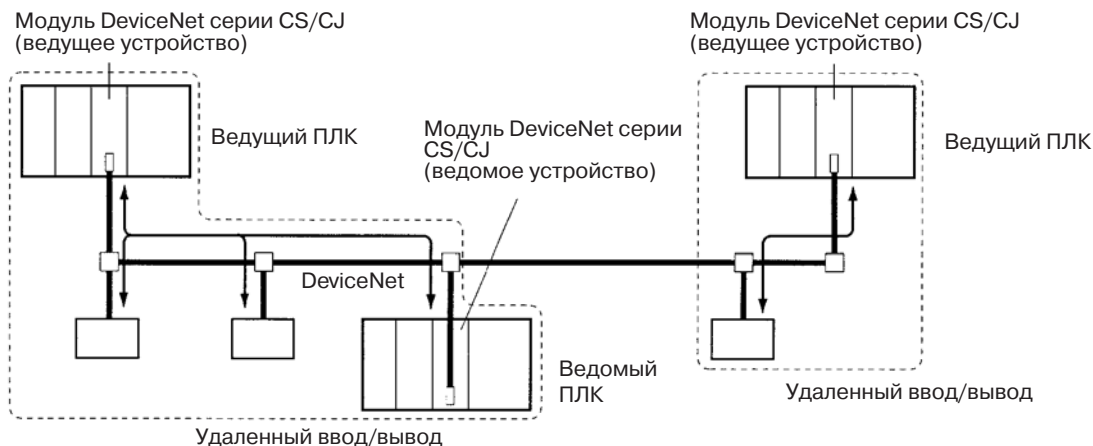 Модуль DeviceNet серии CS/CJ
(ведущее устройство)
Модуль DeviceNet серии CS/CJ
(ведущее устройство)
Ведущий ПЛК
Модуль DeviceNet серии
CS/CJ
(ведомое устройство)
Ведущий ПЛК
DeviceNet
Ведомый
ПЛК
Удаленный ввод/вывод
Удаленный ввод/вывод